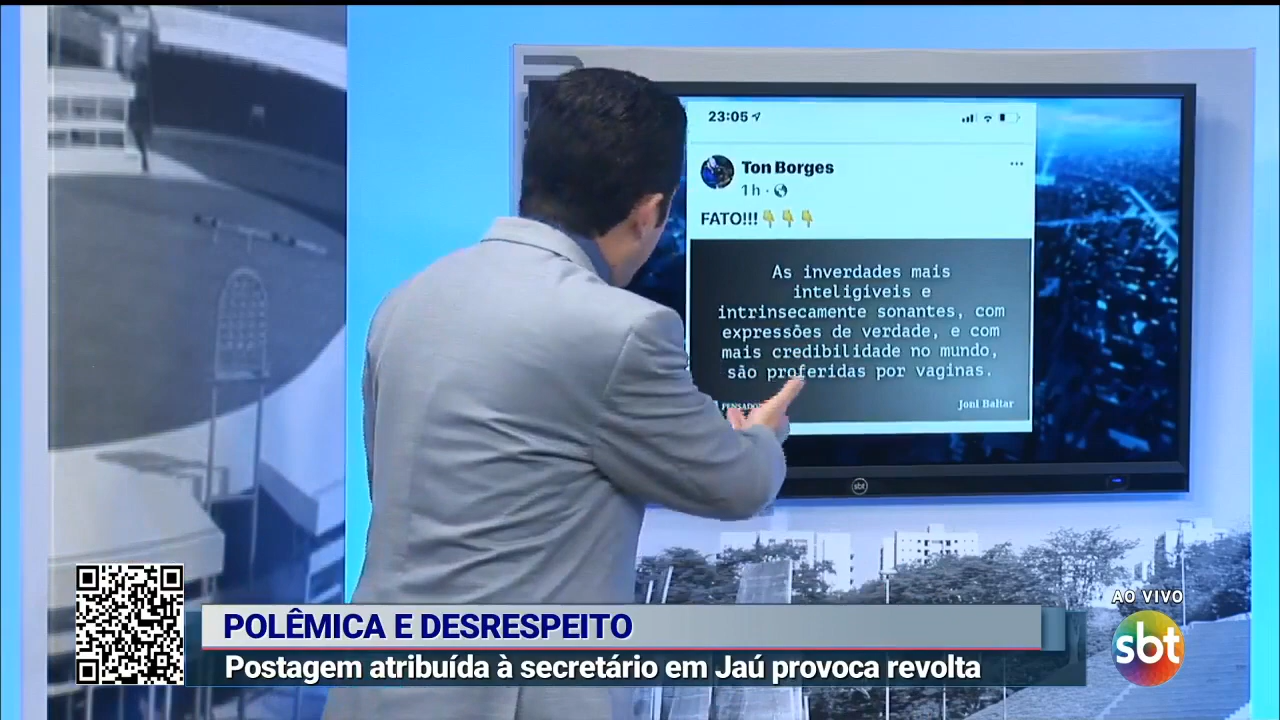 23:05
Ton Borges
1 h
FATO!!!
As inverdades mais
inteligíveis e
intrinsecamente sonantes, com
expressões de verdade, e com
mais credibilidade no mundo,
são proferidas por vaginas.
Joni Baltar
sbt
POLÊMICA E DESRESPEITO
Postagem atribuída à secretário em Jaú provoca revolta
AO VIVO
sbt